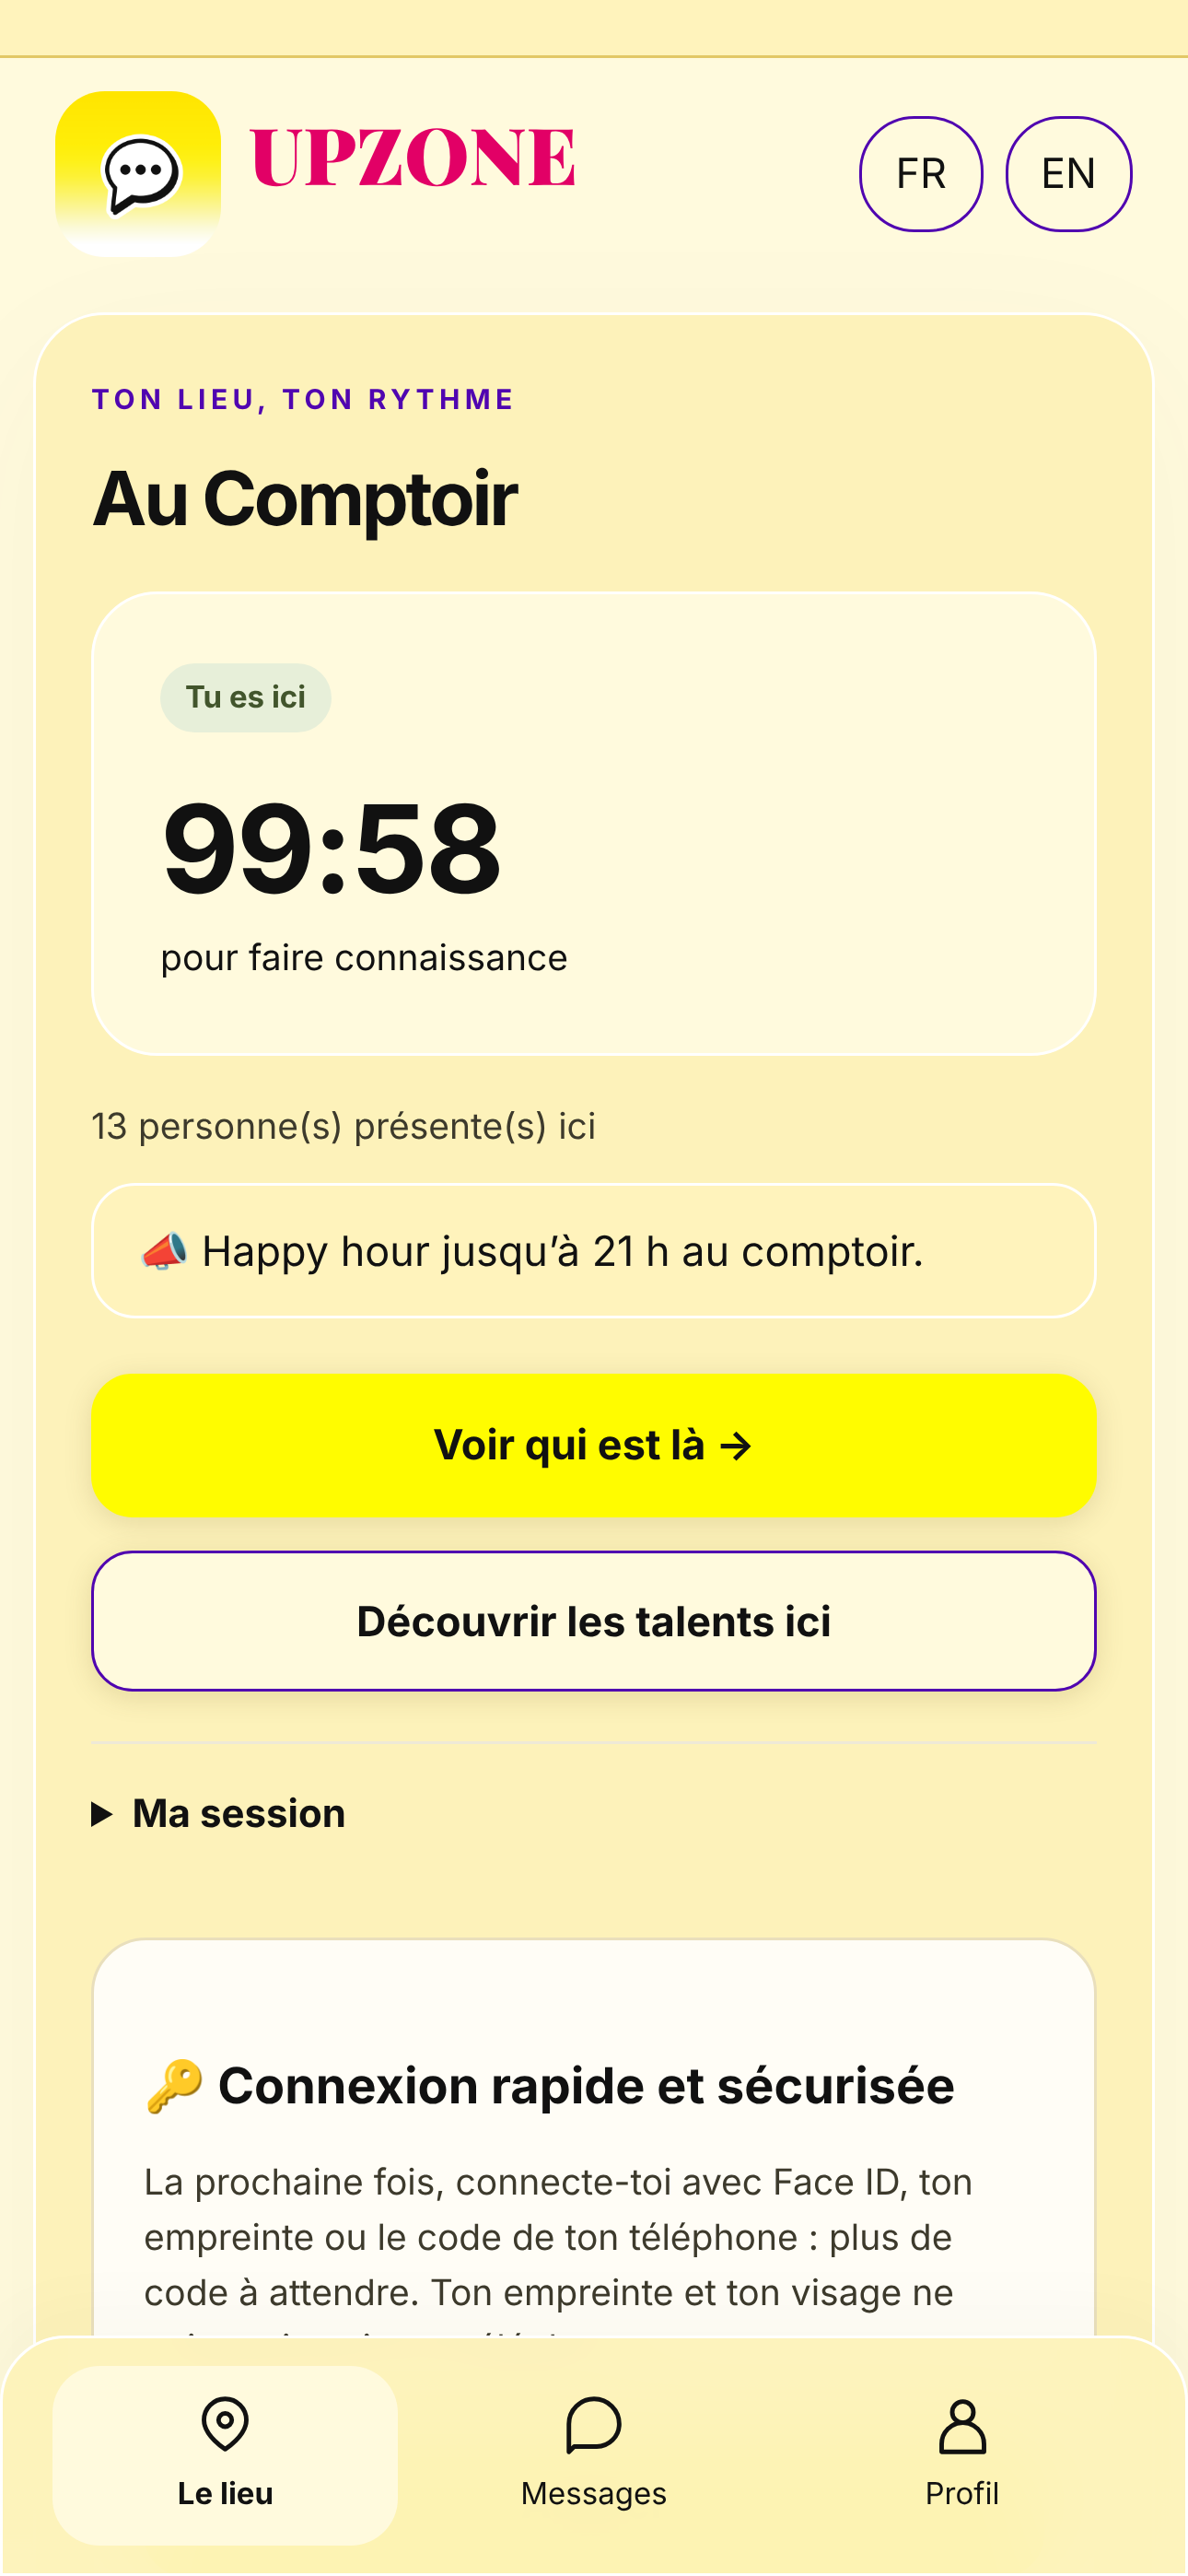 UPZONE
FR
EN
TON LIEU, TON RYTHME
Au Comptoir
Tu es ici
99:58
pour faire connaissance
13 personne(s) présente(s) ici
📣 Happy hour jusqu’à 21 h au comptoir.
Voir qui est là →
Découvrir les talents ici
▶ Ma session
🔑 Connexion rapide et sécurisée
La prochaine fois, connecte-toi avec Face ID, ton
empreinte ou le code de ton téléphone : plus de
code à attendre. Ton empreinte et ton visage ne
Le lieu
Messages
Profil